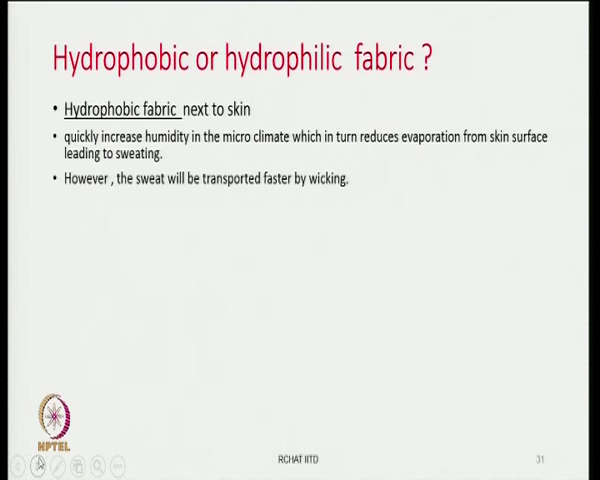 Hydrophobic or hydrophilic fabric ?
• Hydrophobic fabric next to skin
• quickly increase humidity in the micro climate which in turn reduces evaporation from skin surface
leading to sweating.
• However , the sweat will be transported faster by wicking.
NPTEL
RCHAT IITD
31